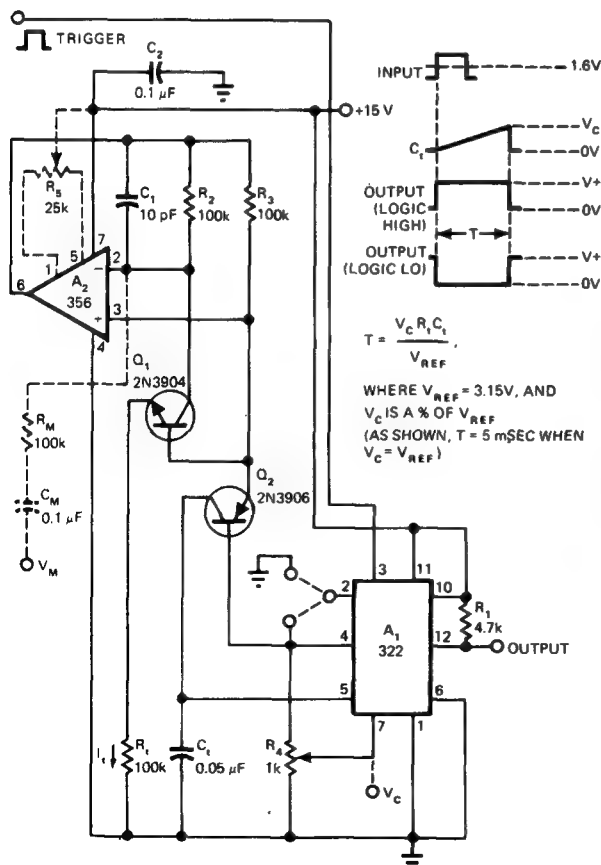 TRIGGER
C2
0.1 μF
+15 V
R5
25k
C1
10 pF
R2
100k
R3
100k
7
1
5
2
6
A2
356
3
4
Q1
2N3904
RM
100k
Q2
2N3906
CM
0.1 μF
VM
3
11
2
10
R1
4.7k
4
A1
322
12
OUTPUT
5
6
7
1
It
Rt
100k
Ct
0.05 μF
R4
1k
VC
INPUT
1.6V
Ct
VC
0V
OUTPUT
(LOGIC
HIGH)
T
V+
0V
OUTPUT
(LOGIC LO)
V+
0V
T = VC Rt Ct
VREF
,
WHERE VREF = 3.15V, AND
VC IS A % OF VREF
(AS SHOWN, T = 5 mSEC WHEN
VC = VREF)